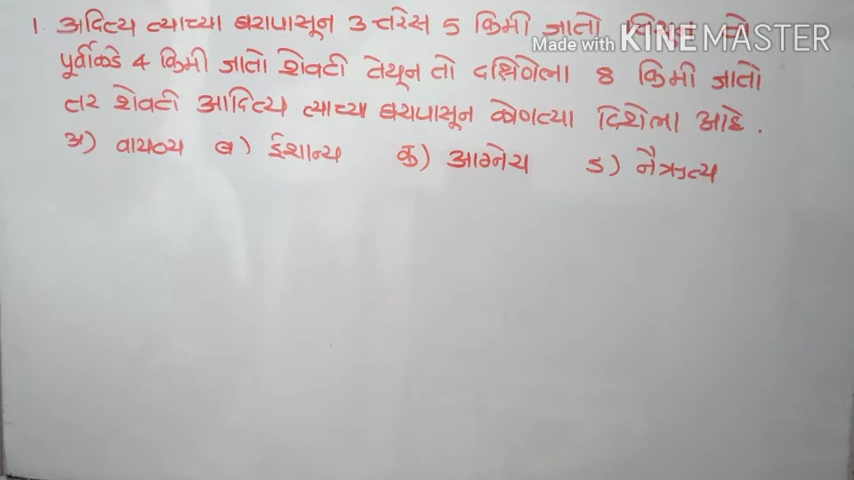 1. अदित्य त्याच्या घरापासून उत्तरेस 5 किमी जातो
Made with KINEMASTER
पूर्वीकडे 4 किमी जातो शेवटी तेथून तो दक्षिणेला 8 किमी जातो
तर शेवटी आदित्य त्याच्या घरापासून कोणत्या दिशेला आहे.
अ) वायव्य ब) ईशान्य क) आग्नेय ड) नैऋत्य